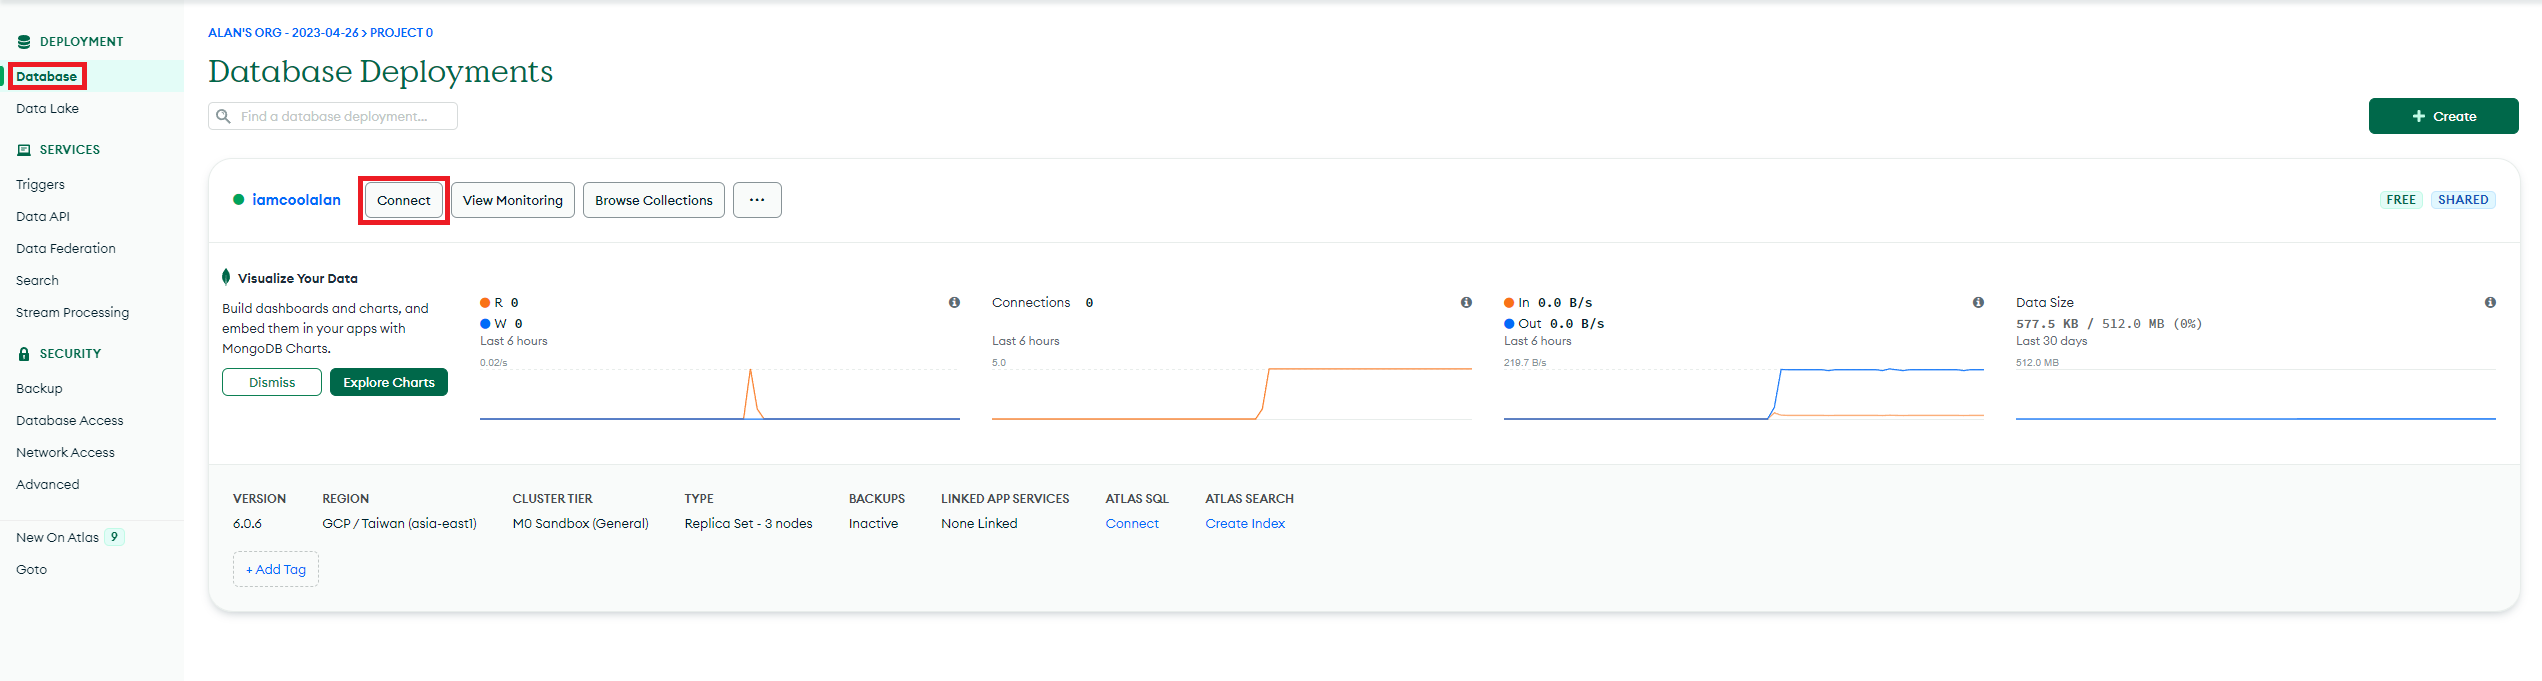 DEPLOYMENT
Database
Data Lake
SERVICES
Triggers
Data API
Data Federation
Search
Stream Processing
SECURITY
Backup
Database Access
Network Access
Advanced
New On Atlas 9
Goto
ALAN'S ORG - 2023-04-26 > PROJECT 0
Database Deployments
Find a database deployment...
+ Create
iamcoolalan Connect View Monitoring Browse Collections ... FREE SHARED
Visualize Your Data
Build dashboards and charts, and
embed them in your apps with
MongoDB Charts.
Dismiss Explore Charts
R 0
W 0
Last 6 hours
0.02/s
Connections 0
Last 6 hours
5.0
In 0.0 B/s
Out 0.0 B/s
Last 6 hours
219.7 B/s
Data Size
577.5 KB / 512.0 MB (0%)
Last 30 days
512.0 MB
VERSION REGION CLUSTER TIER TYPE BACKUPS LINKED APP SERVICES ATLAS SQL ATLAS SEARCH
6.0.6 GCP / Taiwan (asia-east1) M0 Sandbox (General) Replica Set - 3 nodes Inactive None Linked Connect Create Index
+ Add Tag